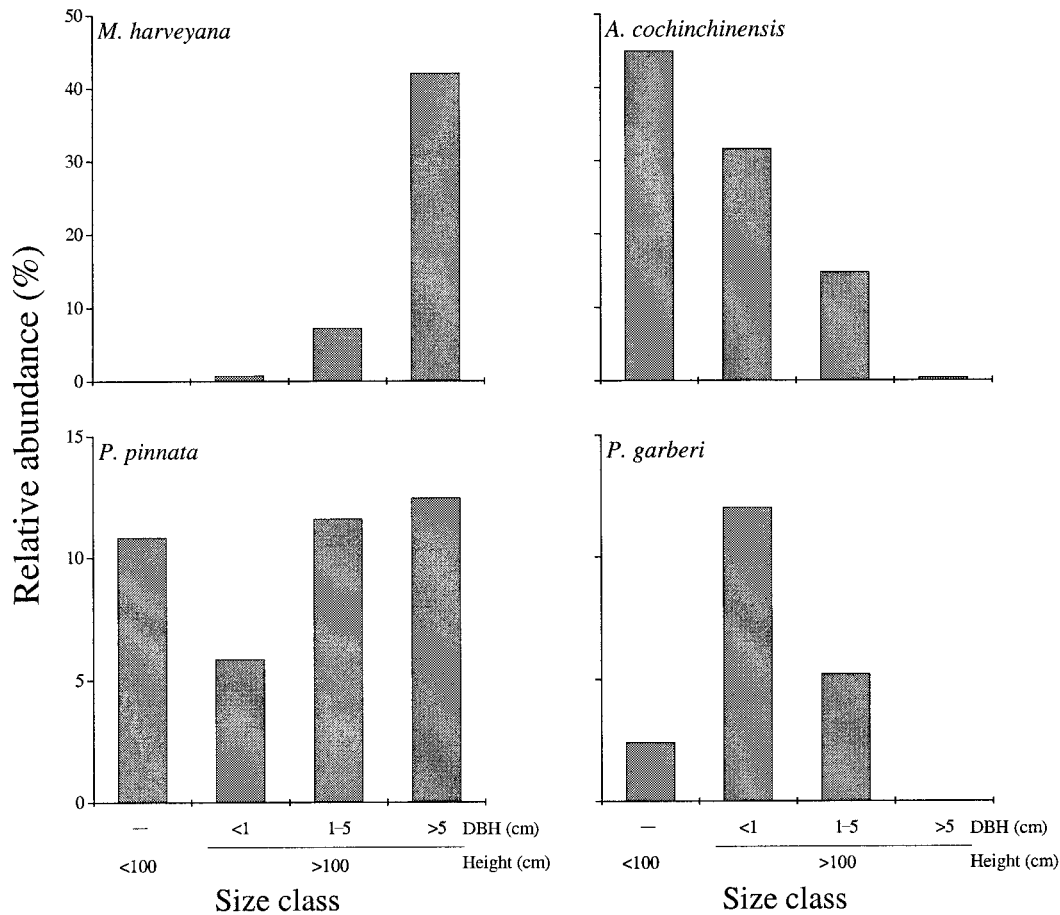 M. harveyana
A. cochinchinensis
50
40
30
20
10
0
Relative abundance (%)
P. pinnata
P. garberi
15
10
5
0
— <1 1–5 >5 DBH (cm)
<100 >100 Height (cm)
Size class
— <1 1–5 >5 DBH (cm)
<100 >100 Height (cm)
Size class